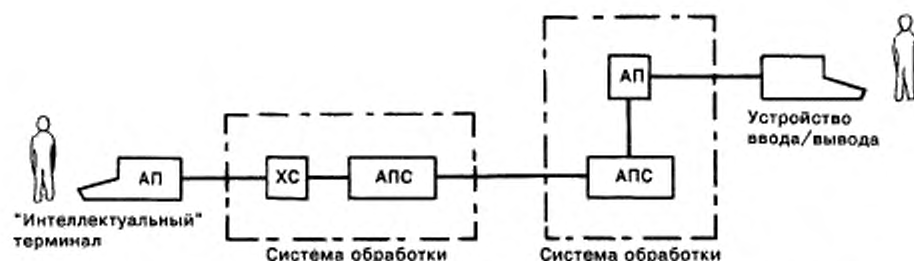 АП
Устройство
ввода/вывода
АП
ХС
АПС
АПС
"Интеллектуальный"
терминал
Система обработки
Система обработки